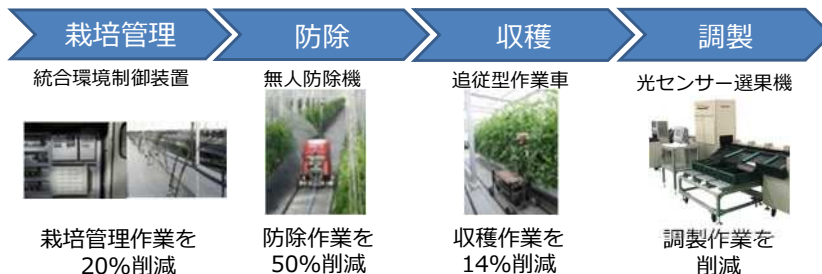 栽培管理
防除
収穫
調製
統合環境制御装置
無人防除機
追従型作業車
光センサー選果機
栽培管理作業を
20%削減
防除作業を
50%削減
収穫作業を
14%削減
調製作業を
削減